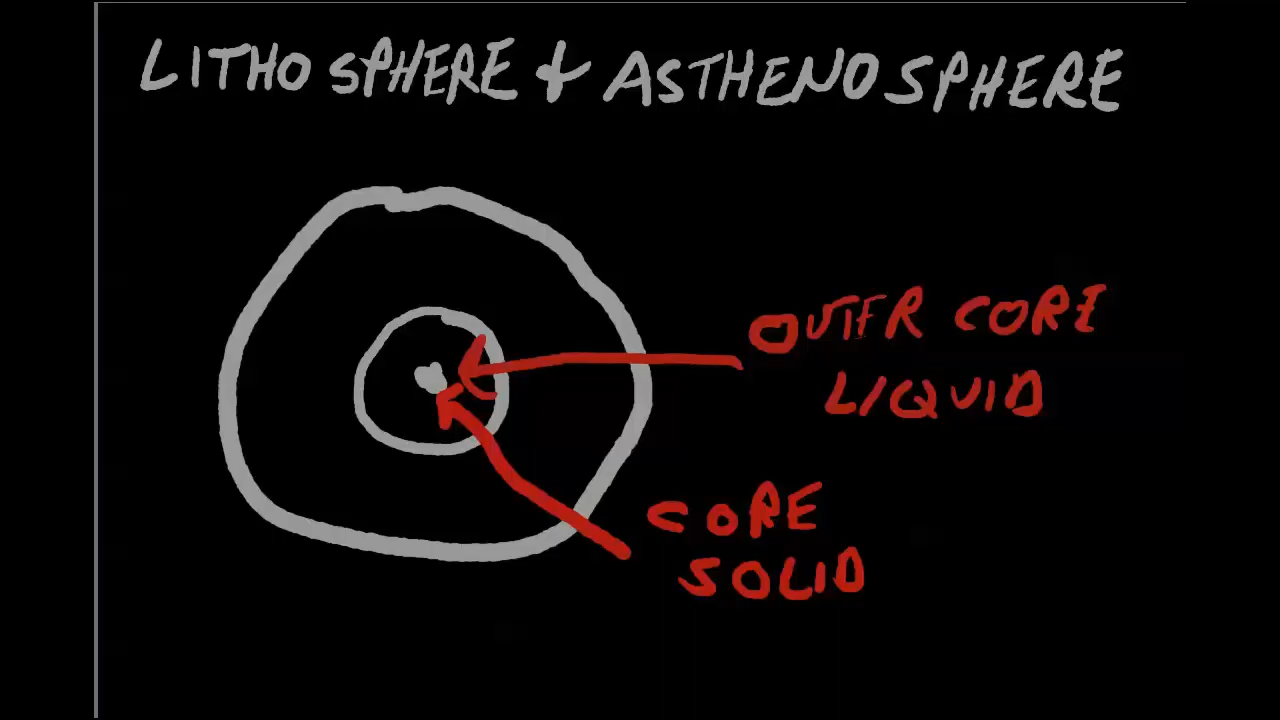 LITHOSPHERE & ASTHENOSPHERE
OUTER CORE
LIQUID
CORE
SOLID